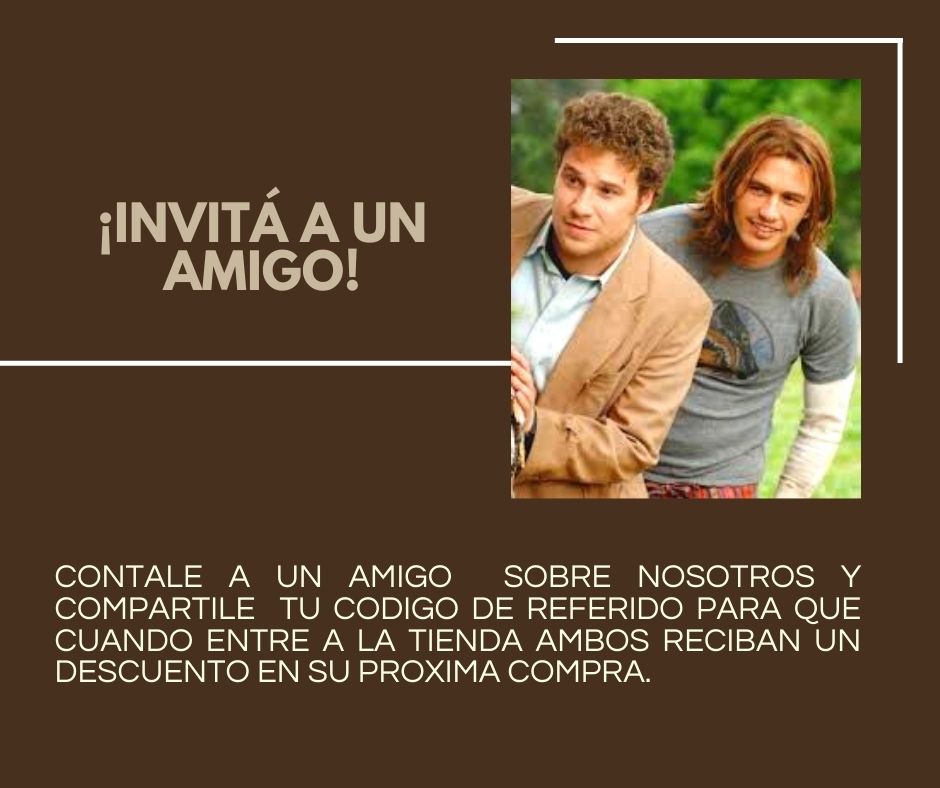 ¡INVITÁ A UN
AMIGO!
CONTALE A UN AMIGO SOBRE NOSOTROS Y
COMPARTILE TU CODIGO DE REFERIDO PARA QUE
CUANDO ENTRE A LA TIENDA AMBOS RECIBAN UN
DESCUENTO EN SU PROXIMA COMPRA.